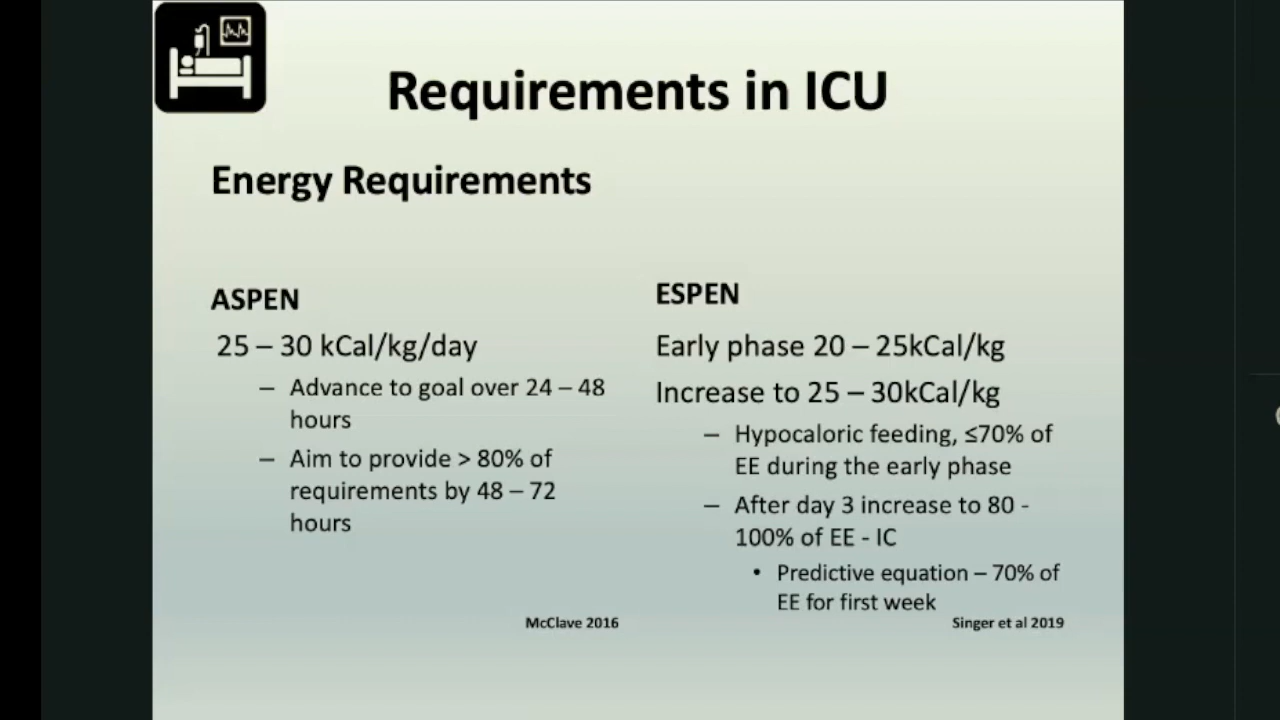 Requirements in ICU
Energy Requirements
ASPEN
25 – 30 kCal/kg/day
– Advance to goal over 24 – 48
hours
– Aim to provide > 80% of
requirements by 48 – 72
hours
McClave 2016
ESPEN
Early phase 20 – 25kCal/kg
Increase to 25 – 30kCal/kg
– Hypocaloric feeding, ≤70% of
EE during the early phase
– After day 3 increase to 80 -
100% of EE - IC
• Predictive equation – 70% of
EE for first week
Singer et al 2019